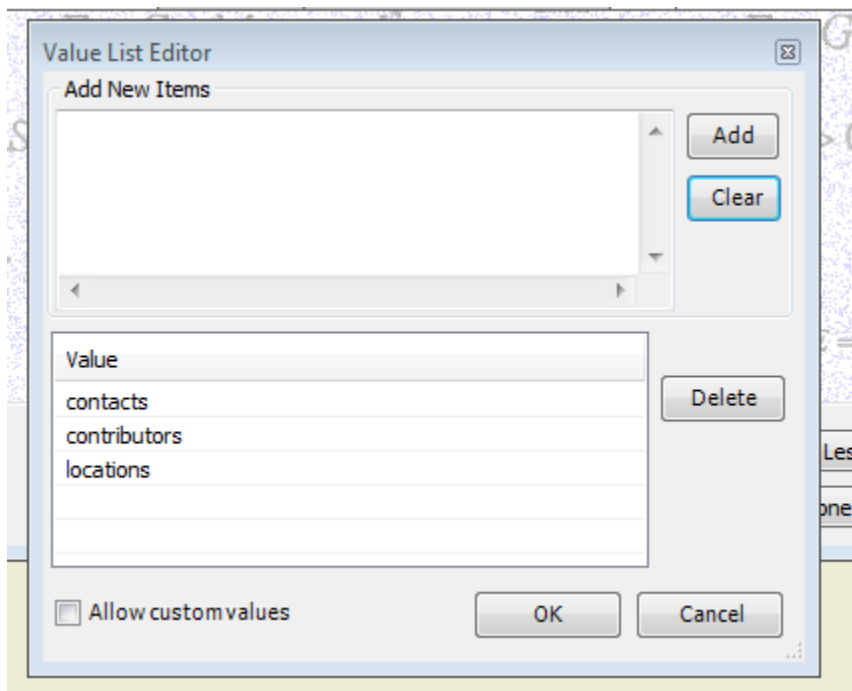 Value List Editor
Add New Items
Add
Clear
Value
contacts
contributors
locations
Delete
Allow custom values
OK
Cancel